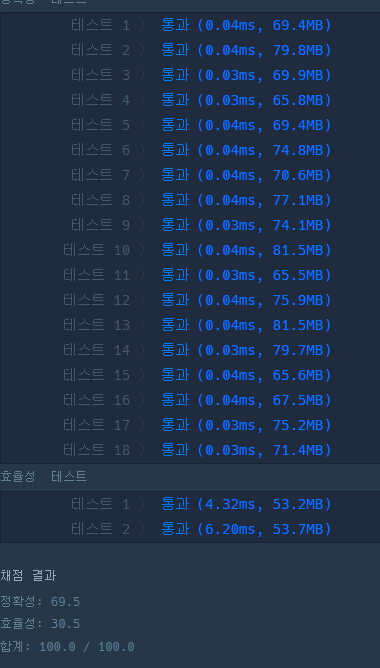 정확성 테스트
테스트 1 〉 통과 (0.04ms, 69.4MB)
테스트 2 〉 통과 (0.04ms, 79.8MB)
테스트 3 〉 통과 (0.03ms, 69.9MB)
테스트 4 〉 통과 (0.03ms, 65.8MB)
테스트 5 〉 통과 (0.04ms, 69.4MB)
테스트 6 〉 통과 (0.04ms, 74.8MB)
테스트 7 〉 통과 (0.04ms, 70.6MB)
테스트 8 〉 통과 (0.04ms, 77.1MB)
테스트 9 〉 통과 (0.03ms, 74.1MB)
테스트 10 〉 통과 (0.04ms, 81.5MB)
테스트 11 〉 통과 (0.03ms, 65.5MB)
테스트 12 〉 통과 (0.04ms, 75.9MB)
테스트 13 〉 통과 (0.04ms, 81.5MB)
테스트 14 〉 통과 (0.03ms, 79.7MB)
테스트 15 〉 통과 (0.04ms, 65.6MB)
테스트 16 〉 통과 (0.04ms, 67.5MB)
테스트 17 〉 통과 (0.03ms, 75.2MB)
테스트 18 〉 통과 (0.03ms, 71.4MB)
효율성 테스트
테스트 1 〉 통과 (4.32ms, 53.2MB)
테스트 2 〉 통과 (6.20ms, 53.7MB)
채점 결과
정확성: 69.5
효율성: 30.5
합계: 100.0 / 100.0